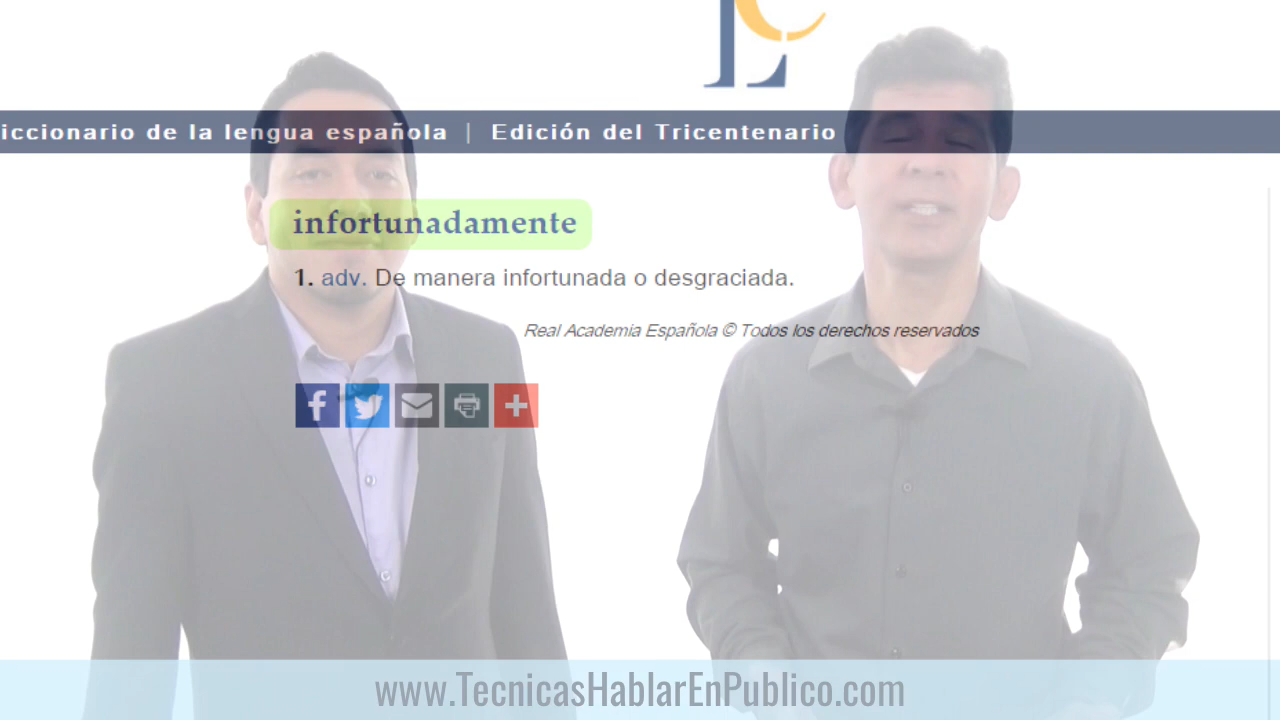 iccionario de la lengua española | Edición del Tricentenario
infortunadamente
1. adv. De manera infortunada o desgraciada.
Real Academia Española © Todos los derechos reservados
www.TecnicasHablarEnPublico.com